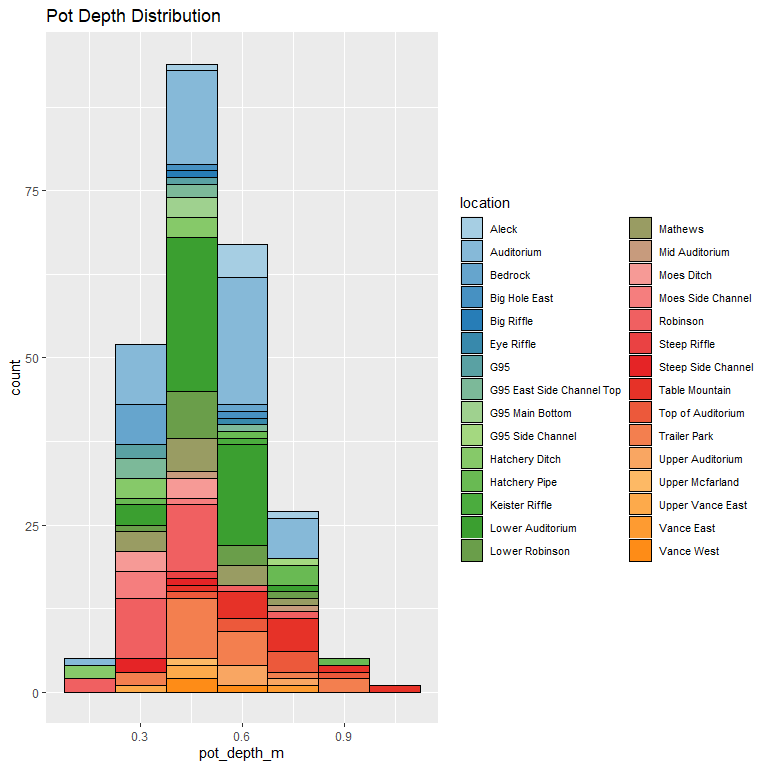 Pot Depth Distribution
75
50
25
0
count
0.3
0.6
0.9
pot_depth_m
location
Aleck
Auditorium
Bedrock
Big Hole East
Big Riffle
Eye Riffle
G95
G95 East Side Channel Top
G95 Main Bottom
G95 Side Channel
Hatchery Ditch
Hatchery Pipe
Keister Riffle
Lower Auditorium
Lower Robinson
Mathews
Mid Auditorium
Moes Ditch
Moes Side Channel
Robinson
Steep Riffle
Steep Side Channel
Table Mountain
Top of Auditorium
Trailer Park
Upper Auditorium
Upper Mcfarland
Upper Vance East
Vance East
Vance West